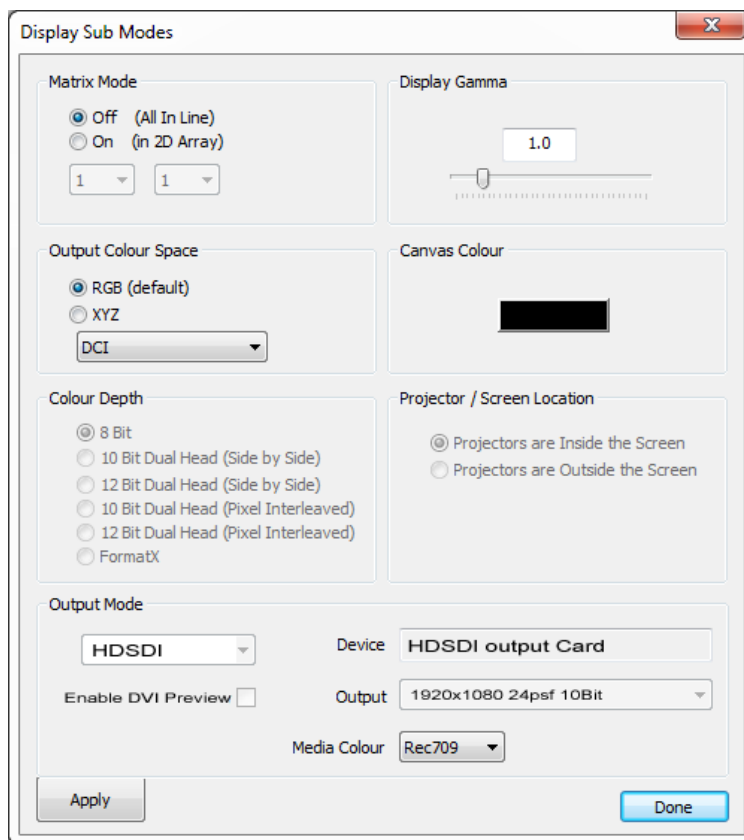 Display Sub Modes
Matrix Mode
Off (All In Line)
On (in 2D Array)
1 1
Display Gamma
1.0
Output Colour Space
RGB (default)
XYZ
DCI
Canvas Colour
Colour Depth
8 Bit
10 Bit Dual Head (Side by Side)
12 Bit Dual Head (Side by Side)
10 Bit Dual Head (Pixel Interleaved)
12 Bit Dual Head (Pixel Interleaved)
FormatX
Projector / Screen Location
Projectors are Inside the Screen
Projectors are Outside the Screen
Output Mode
HDSDI
Device HDSDI output Card
Enable DVI Preview
Output 1920x1080 24psf 10Bit
Media Colour Rec709
Apply
Done